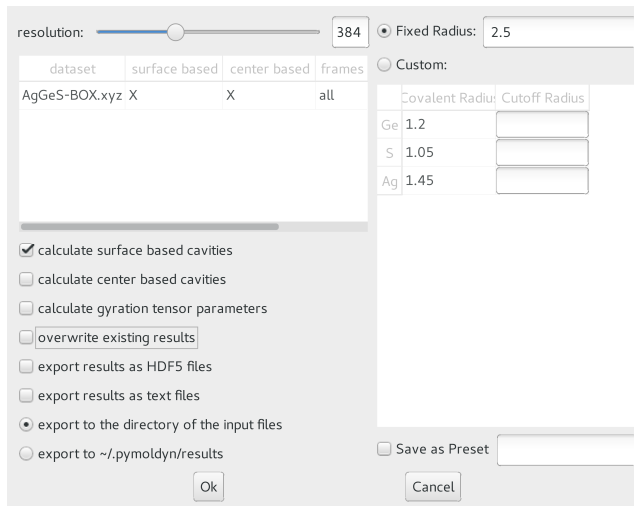 resolution: 384
dataset surface based center based frames
AgGeS-BOX.xyz X X all
calculate surface based cavities
calculate center based cavities
calculate gyration tensor parameters
overwrite existing results
export results as HDF5 files
export results as text files
export to the directory of the input files
export to ~/.pymoldyn/results
Ok
Fixed Radius: 2.5
Custom:
Covalent Radius Cutoff Radius
Ge 1.2
S 1.05
Ag 1.45
Save as Preset
Cancel